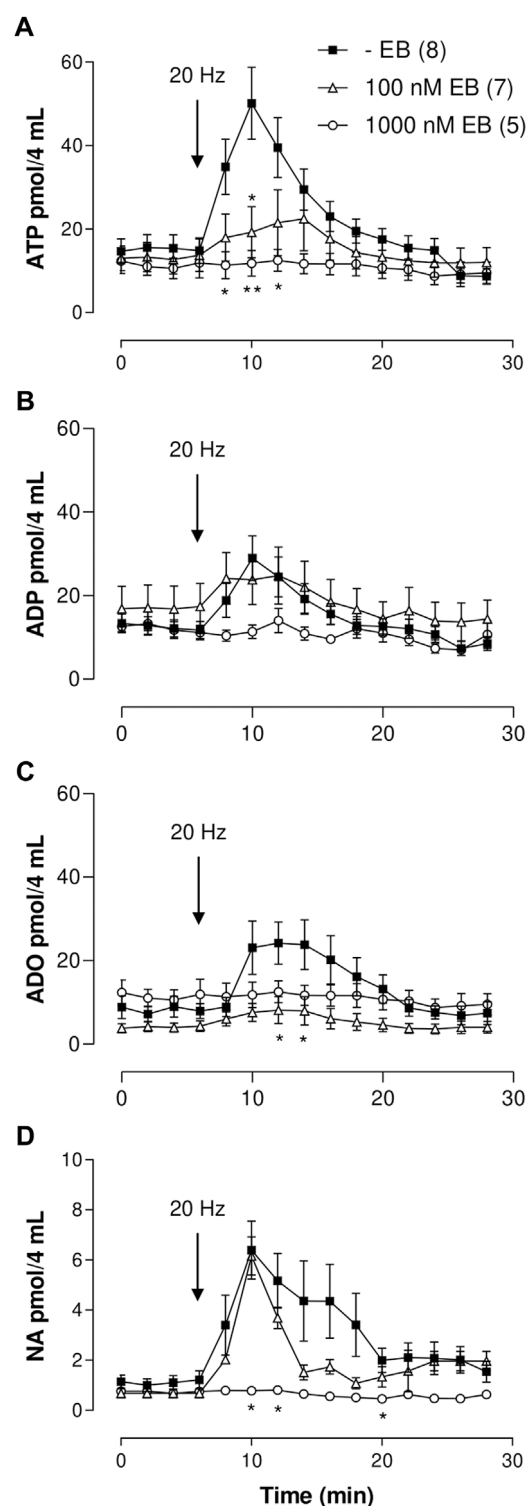 A
- EB (8)
100 nM EB (7)
1000 nM EB (5)
20 Hz
ATP pmol/4 mL
60
40
20
0
*
* ** *
0 10 20 30
B
20 Hz
ADP pmol/4 mL
60
40
20
0
0 10 20 30
C
20 Hz
ADO pmol/4 mL
60
40
20
0
* *
0 10 20 30
D
20 Hz
NA pmol/4 mL
10
8
6
4
2
0
* * *
0 10 20 30
Time (min)